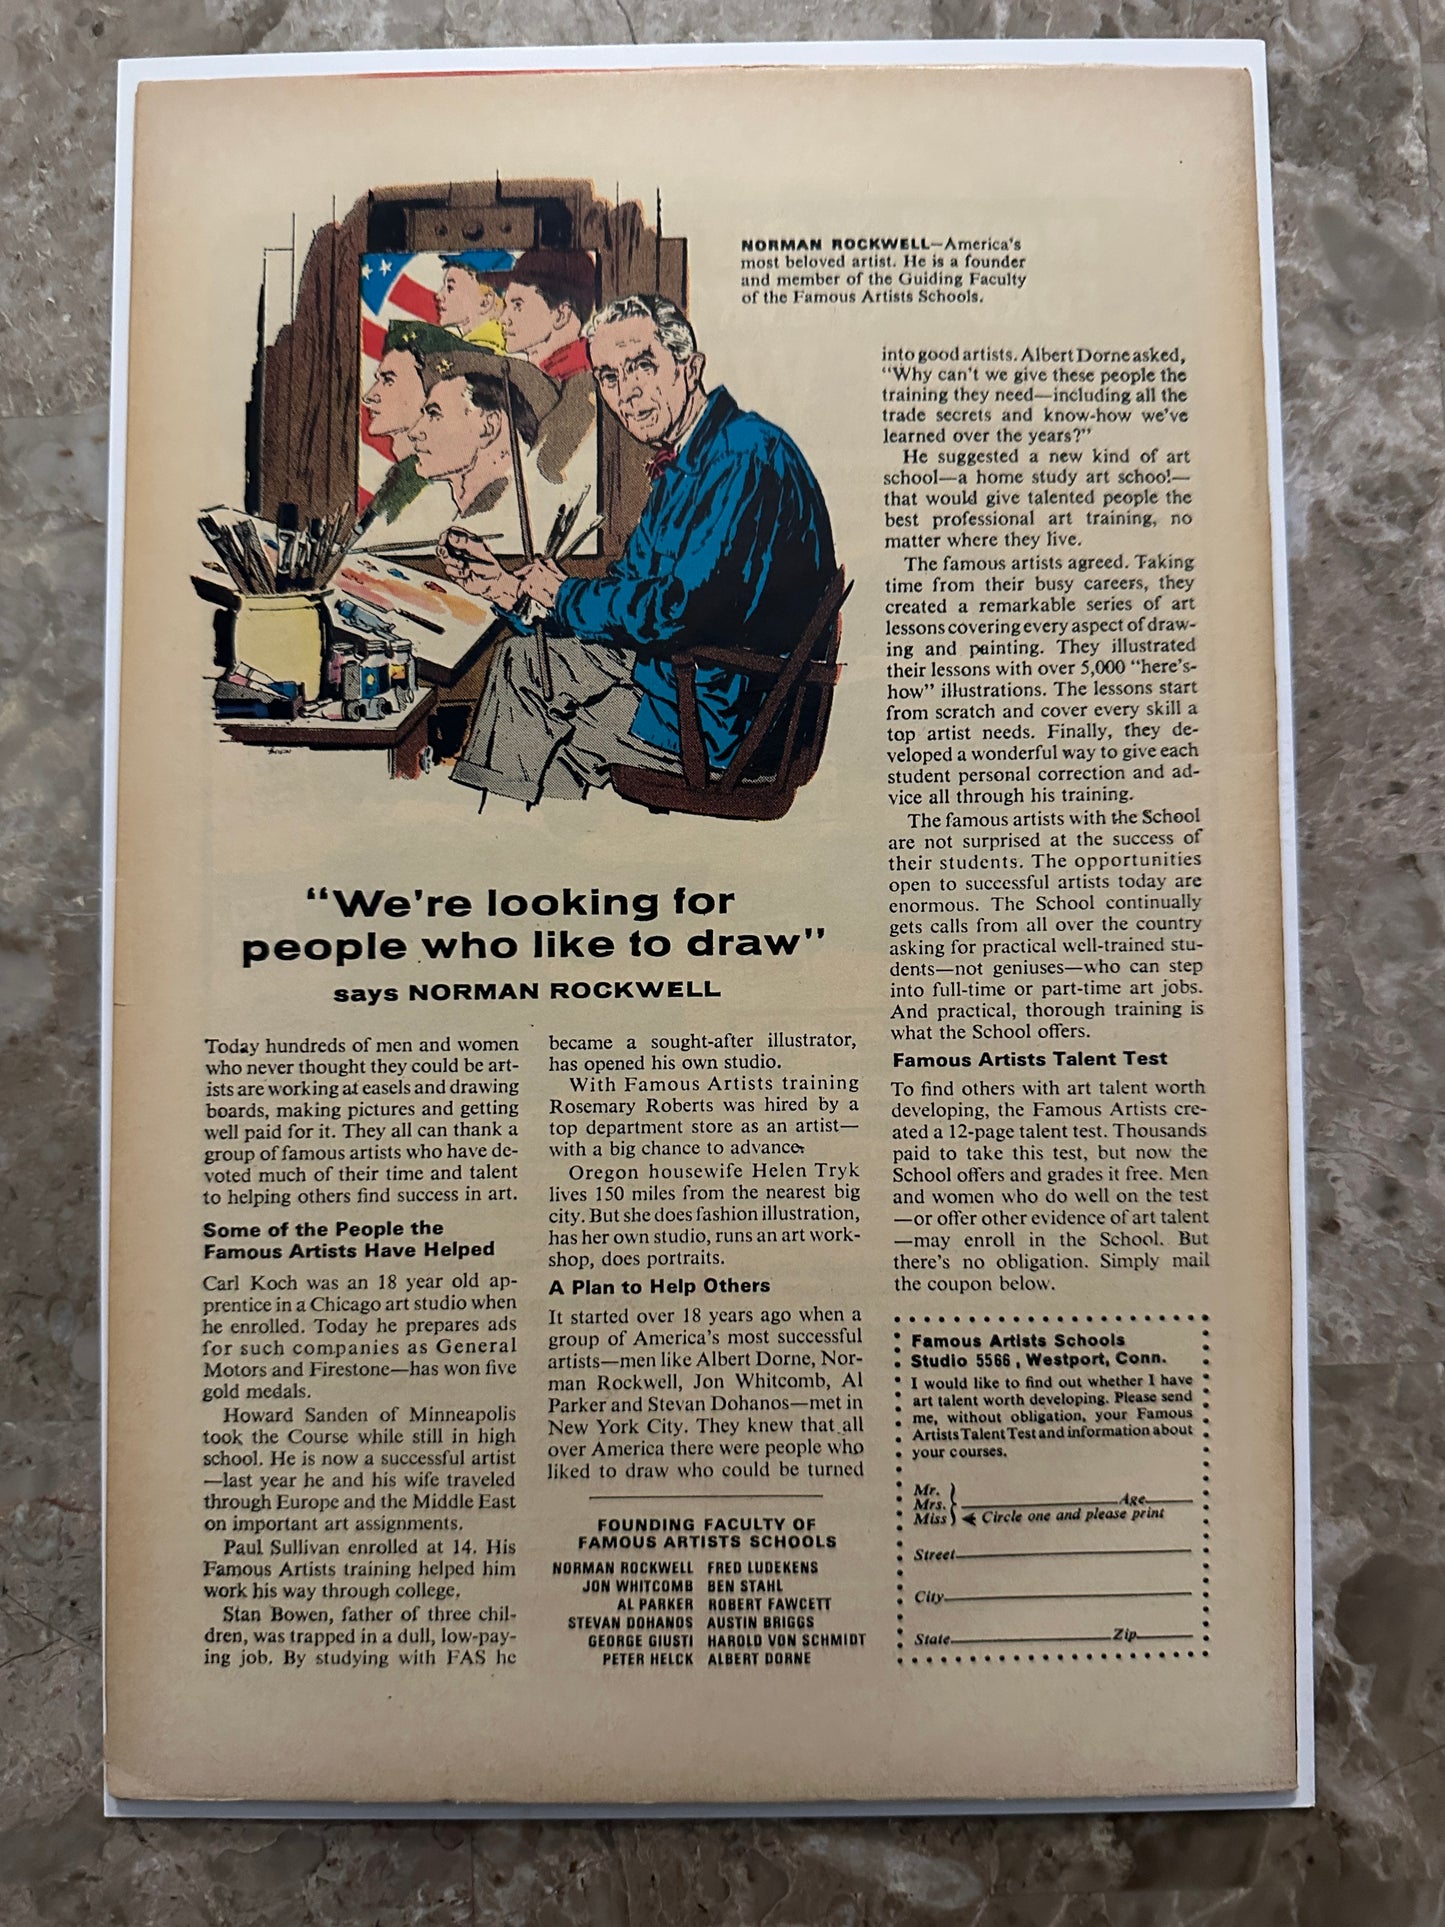 NORMAN ROCKWELL—America's
most beloved artist. He is a founder
and member of the Guiding Faculty
of the Famous Artists Schools.
"We're looking for
people who like to draw"
says NORMAN ROCKWELL
Today hundreds of men and women
who never thought they could be art-
ists are working at easels and drawing
boards, making pictures and getting
well paid for it. They all can thank a
group of famous artists who have de-
voted much of their time and talent
to helping others find success in art.
Some of the People the
Famous Artists Have Helped
Carl Koch was an 18 year old ap-
prentice in a Chicago art studio when
he enrolled. Today he prepares ads
for such companies as General
Motors and Firestone—has won five
gold medals.
Howard Sanden of Minneapolis
took the Course while still in high
school. He is now a successful artist
—last year he and his wife traveled
through Europe and the Middle East
on important art assignments.
Paul Sullivan enrolled at 14. His
Famous Artists training helped him
work his way through college.
Stan Bowen, father of three chil-
dren, was trapped in a dull, low-pay-
ing job. By studying with FAS he
became a sought-after illustrator,
has opened his own studio.
With Famous Artists training
Rosemary Roberts was hired by a
top department store as an artist—
with a big chance to advance.
Oregon housewife Helen Tryk
lives 150 miles from the nearest big
city. But she does fashion illustration,
has her own studio, runs an art work-
shop, does portraits.
A Plan to Help Others
It started over 18 years ago when a
group of America's most successful
artists—men like Albert Dorne, Nor-
man Rockwell, Jon Whitcomb, Al
Parker and Stevan Dohanos—met in
New York City. They knew that all
over America there were people who
liked to draw who could be turned
into good artists. Albert Dorne asked,
"Why can't we give these people the
training they need—including all the
trade secrets and know-how we've
learned over the years?"
He suggested a new kind of art
school—a home study art school—
that would give talented people the
best professional art training, no
matter where they live.
The famous artists agreed. Taking
time from their busy careers, they
created a remarkable series of art
lessons covering every aspect of draw-
ing and painting. They illustrated
their lessons with over 5,000 "here's-
how" illustrations. The lessons start
from scratch and cover every skill a
top artist needs. Finally, they de-
veloped a wonderful way to give each
student personal correction and ad-
vice all through his training.
The famous artists with the School
are not surprised at the success of
their students. The opportunities
open to successful artists today are
enormous. The School continually
gets calls from all over the country
asking for practical well-trained stu-
dents—not geniuses—who can step
into full-time or part-time art jobs.
And practical, thorough training is
what the School offers.
Famous Artists Talent Test
To find others with art talent worth
developing, the Famous Artists cre-
ated a 12-page talent test. Thousands
paid to take this test, but now the
School offers and grades it free. Men
and women who do well on the test
—or offer other evidence of art talent
—may enroll in the School. But
there's no obligation. Simply mail
the coupon below.
FOUNDING FACULTY OF
FAMOUS ARTISTS SCHOOLS
NORMAN ROCKWELL FRED LUDEKENS
JON WHITCOMB BEN STAHL
AL PARKER ROBERT FAWCETT
STEVAN DOHANOS AUSTIN BRIGGS
GEORGE GIUSTI HAROLD VON SCHMIDT
PETER HELCK ALBERT DORNE
Famous Artists Schools
Studio 5566, Westport, Conn.
I would like to find out whether I have
art talent worth developing. Please send
me, without obligation, your Famous
Artists Talent Test and information about
your courses.
Mr.
Mrs. Age
Miss Circle one and please print
Street
City
State Zip